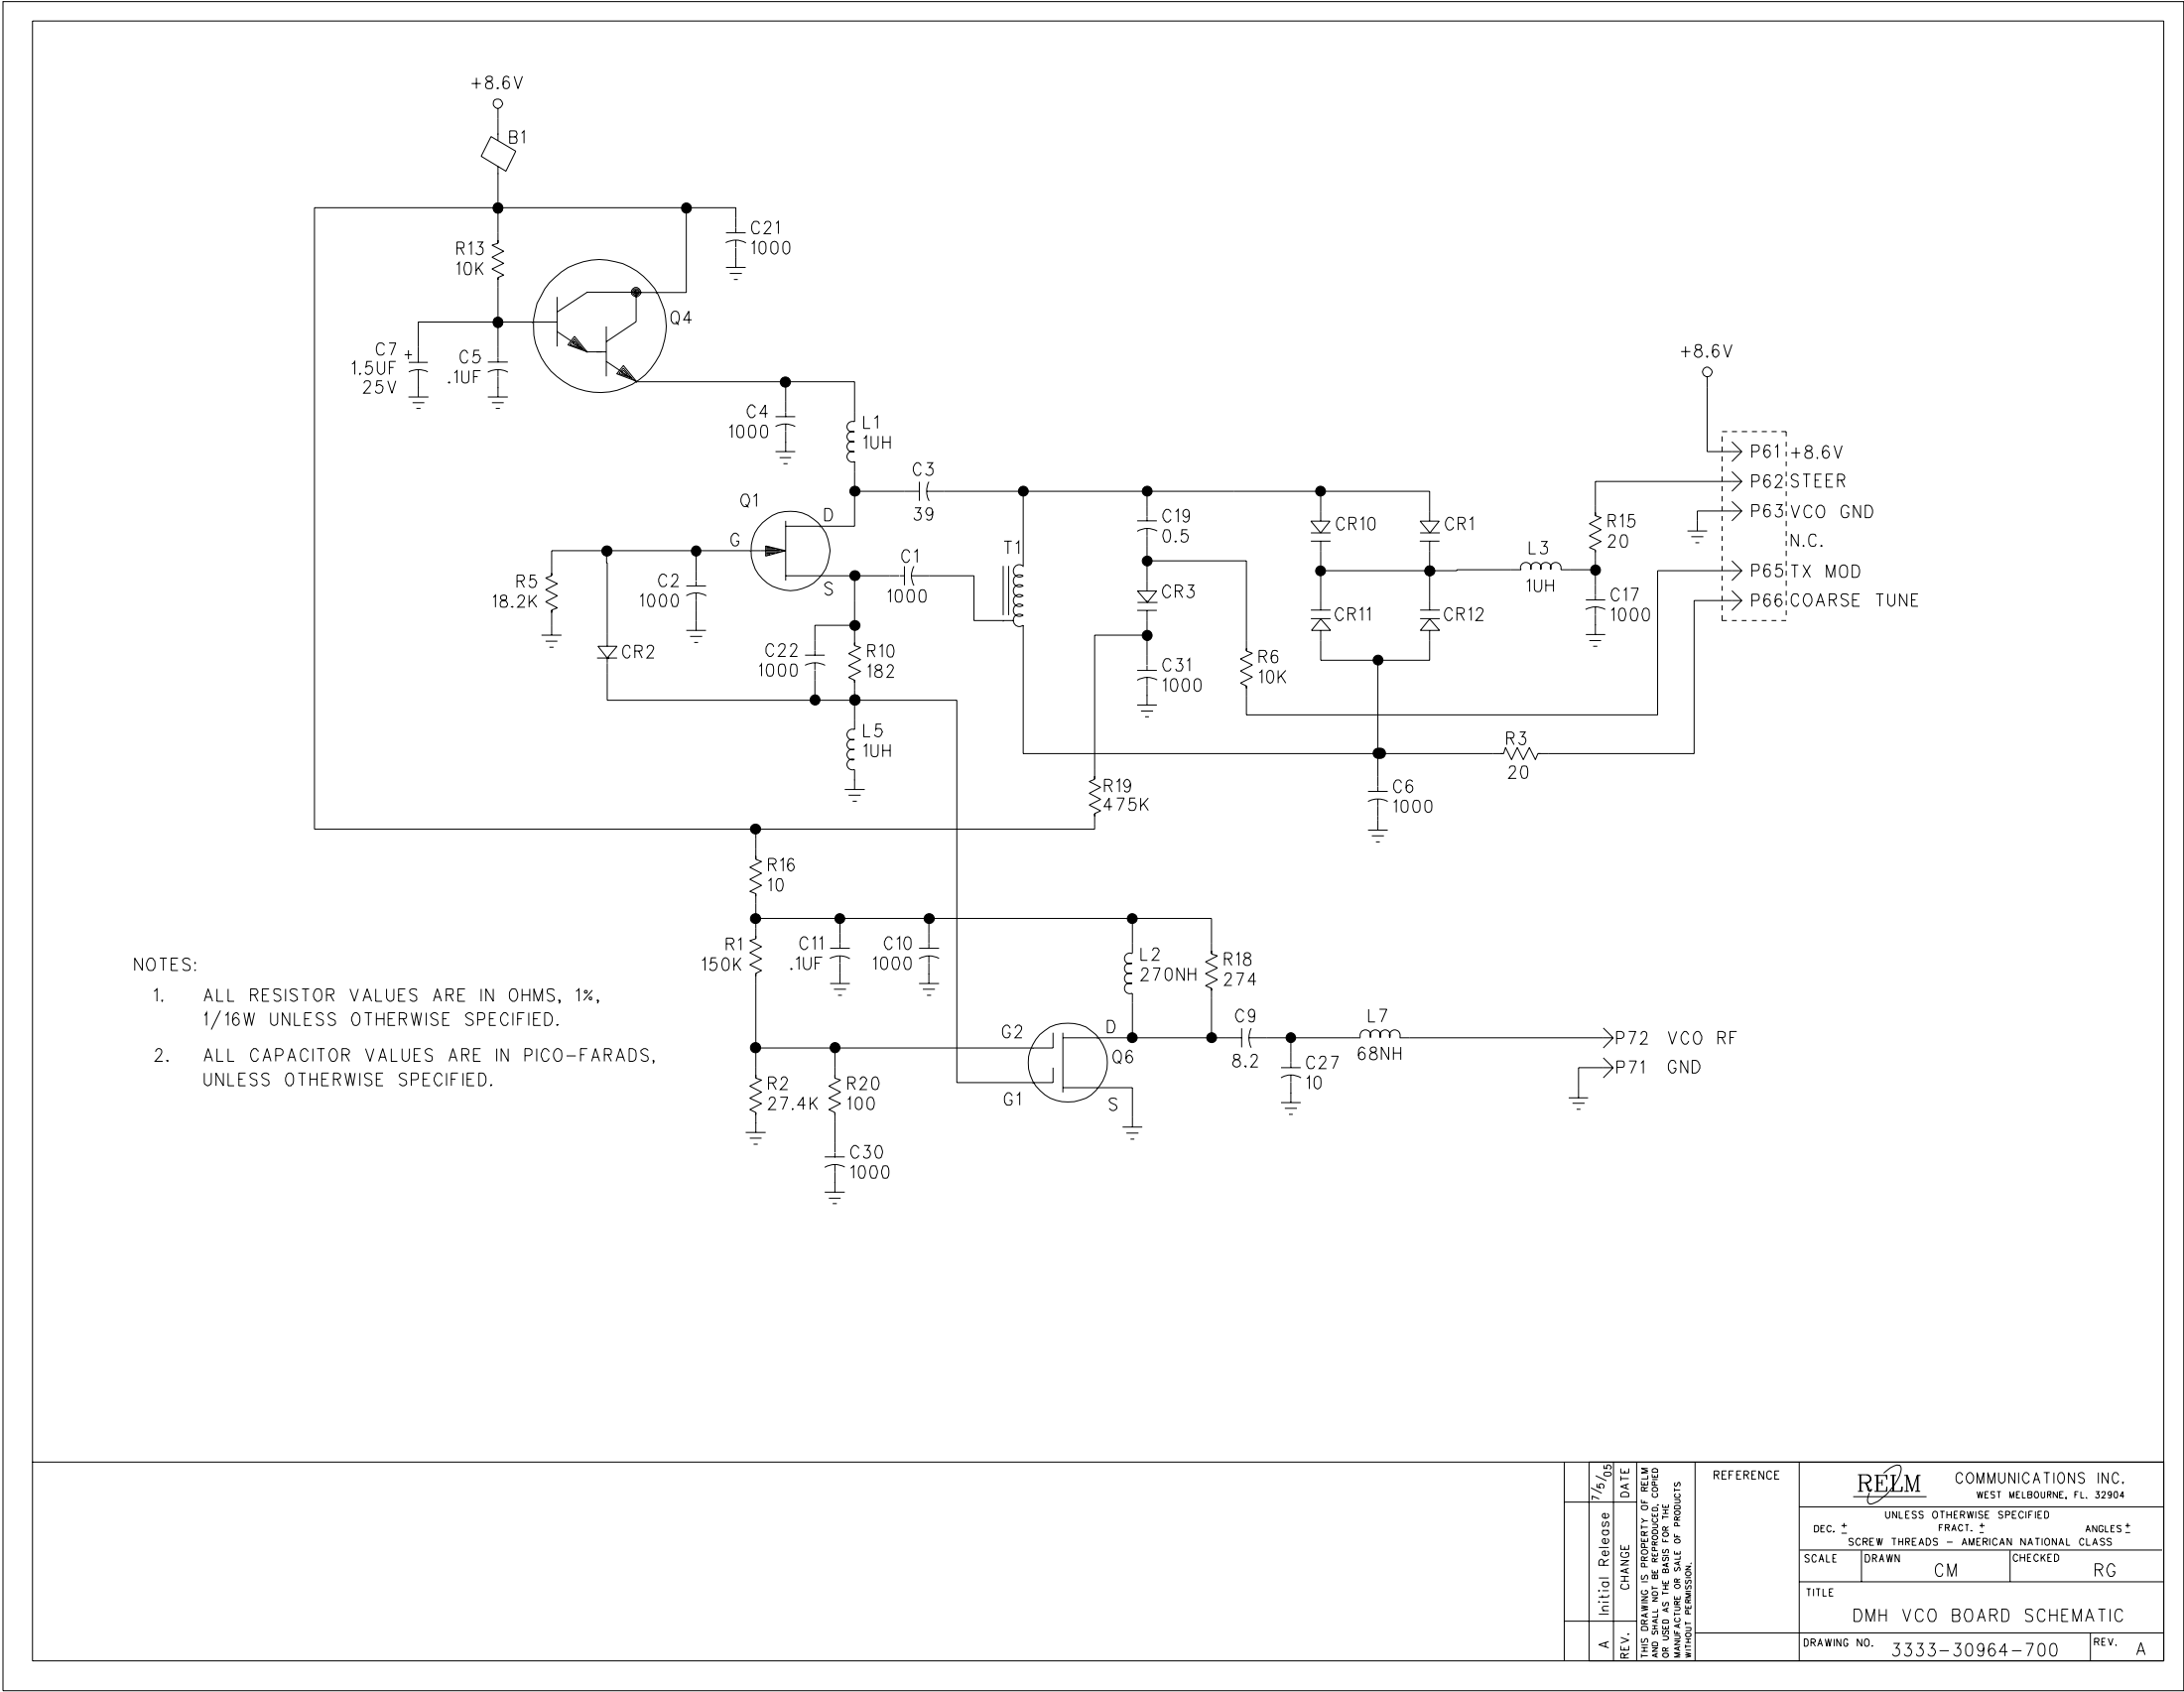 +8.6V
B1
C21
1000
R13
10K
Q4
C7
+
1.5UF
25V
C5
.1UF
+8.6V
C4
1000
L1
1UH
P61 +8.6V
P62 STEER
P63 VCO GND
N.C.
P65 TX MOD
P66 COARSE TUNE
C3
39
Q1
D
G
S
C19
0.5
CR10
CR1
R15
20
T1
L3
1UH
C1
1000
R5
18.2K
C2
1000
CR3
CR11
CR12
C17
1000
CR2
C22
1000
R10
182
C31
1000
R6
10K
L5
1UH
R3
20
R19
475K
C6
1000
R16
10
R1
150K
C11
.1UF
C10
1000
L2
270NH
R18
274
C9
8.2
L7
68NH
G2
D
Q6
G1
S
C27
10
P72 VCO RF
P71 GND
R2
27.4K
R20
100
C30
1000
NOTES:
1. ALL RESISTOR VALUES ARE IN OHMS, 1%,
1/16W UNLESS OTHERWISE SPECIFIED.
2. ALL CAPACITOR VALUES ARE IN PICO-FARADS,
UNLESS OTHERWISE SPECIFIED.
A Initial Release 7/5/05
REV. CHANGE DATE
THIS DRAWING IS PROPERTY OF RELM
AND SHALL NOT BE REPRODUCED, COPIED
OR USED AS THE BASIS FOR THE
MANUFACTURE OR SALE OF PRODUCTS
WITHOUT PERMISSION.
REFERENCE
RELM COMMUNICATIONS INC.
WEST MELBOURNE, FL. 32904
UNLESS OTHERWISE SPECIFIED
DEC. ± FRACT. ± ANGLES ±
SCREW THREADS - AMERICAN NATIONAL CLASS
SCALE DRAWN CM CHECKED RG
TITLE
DMH VCO BOARD SCHEMATIC
DRAWING NO. 3333-30964-700 REV. A